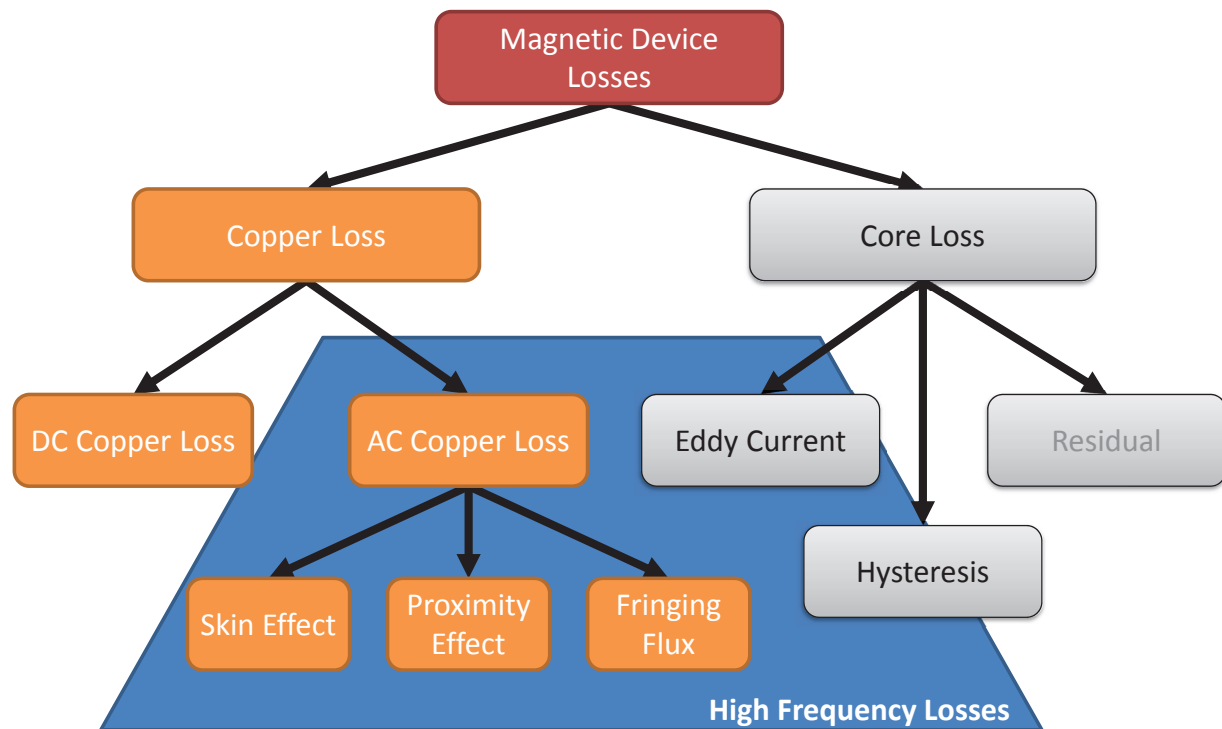 Magnetic Device
Losses
Copper Loss
Core Loss
DC Copper Loss
AC Copper Loss
Eddy Current
Residual
Hysteresis
Skin Effect
Proximity
Effect
Fringing
Flux
High Frequency Losses